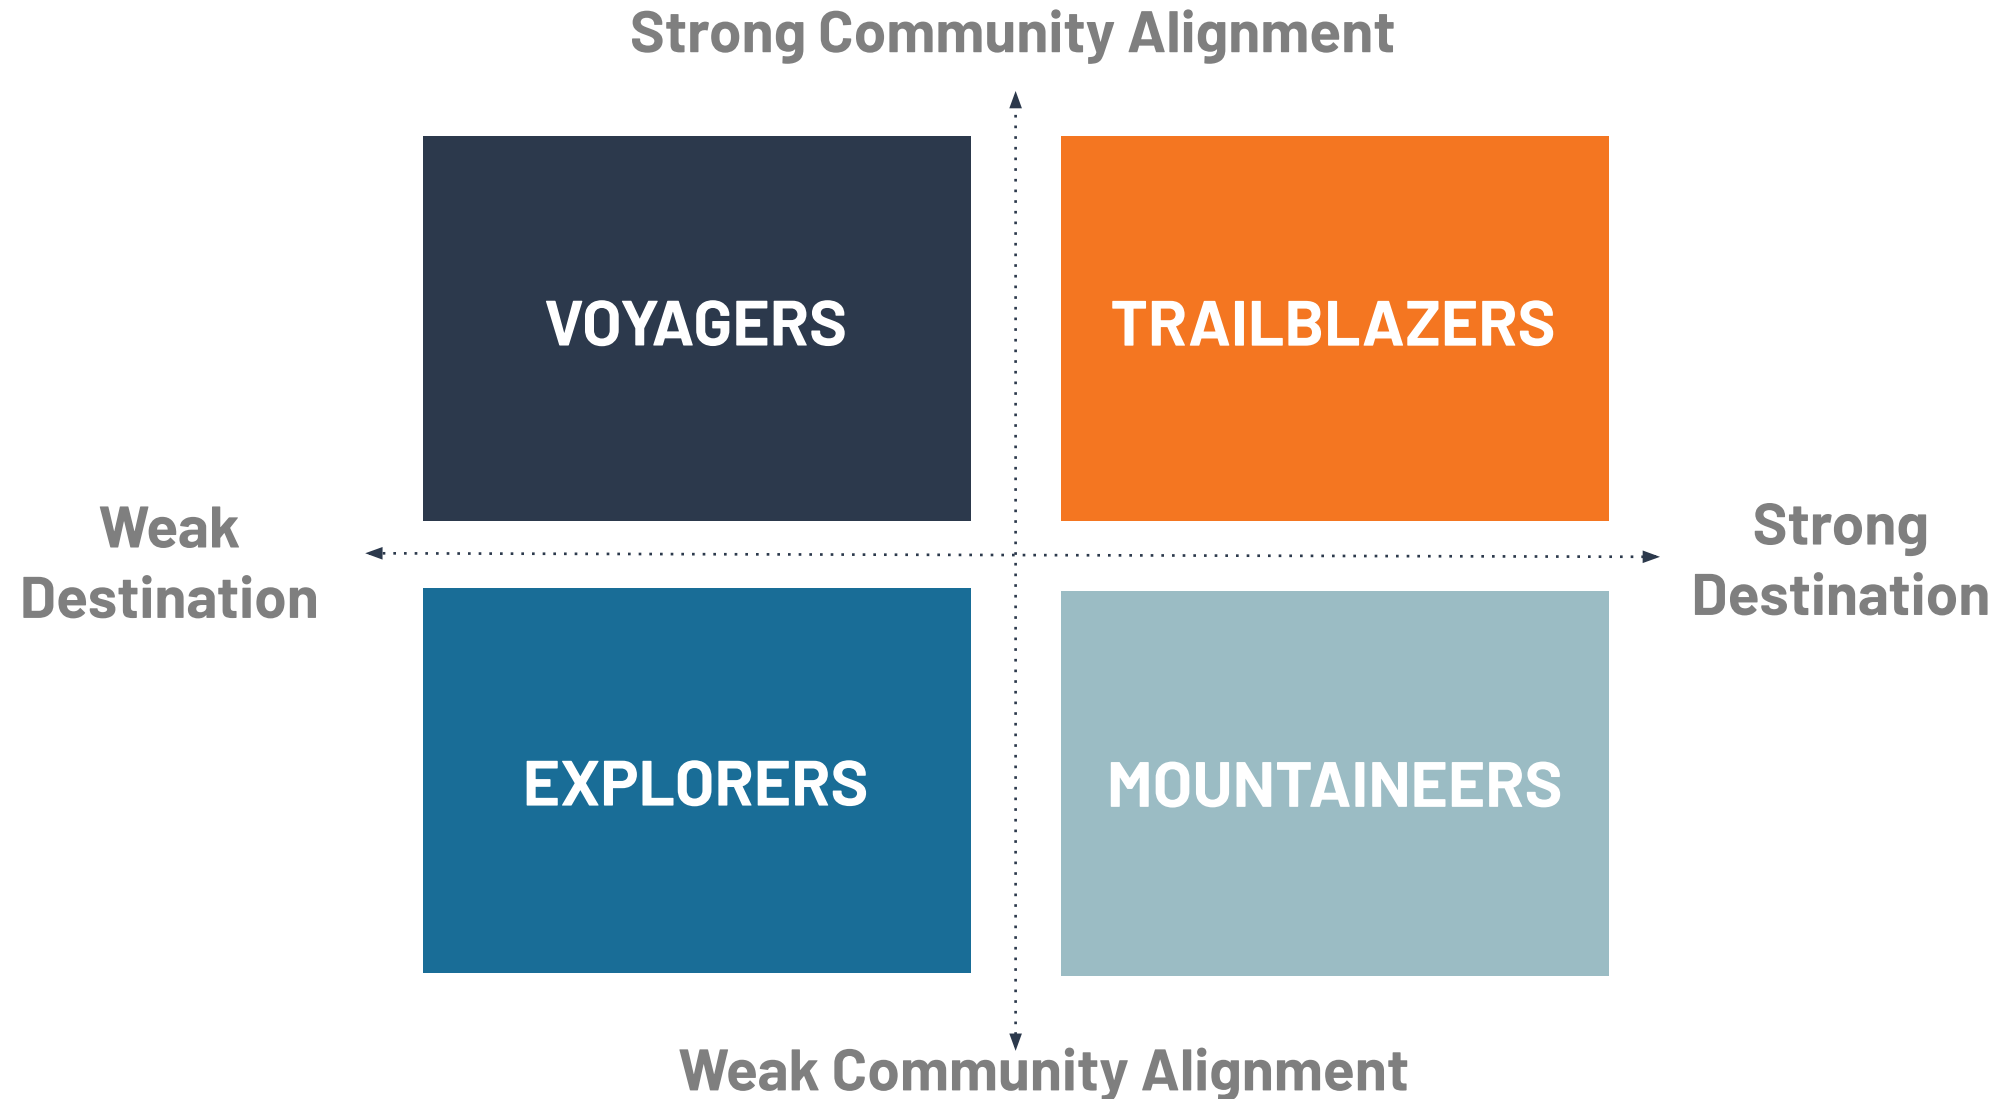 Strong Community Alignment
VOYAGERS
TRAILBLAZERS
Weak
Destination
Strong
Destination
EXPLORERS
MOUNTAINEERS
Weak Community Alignment